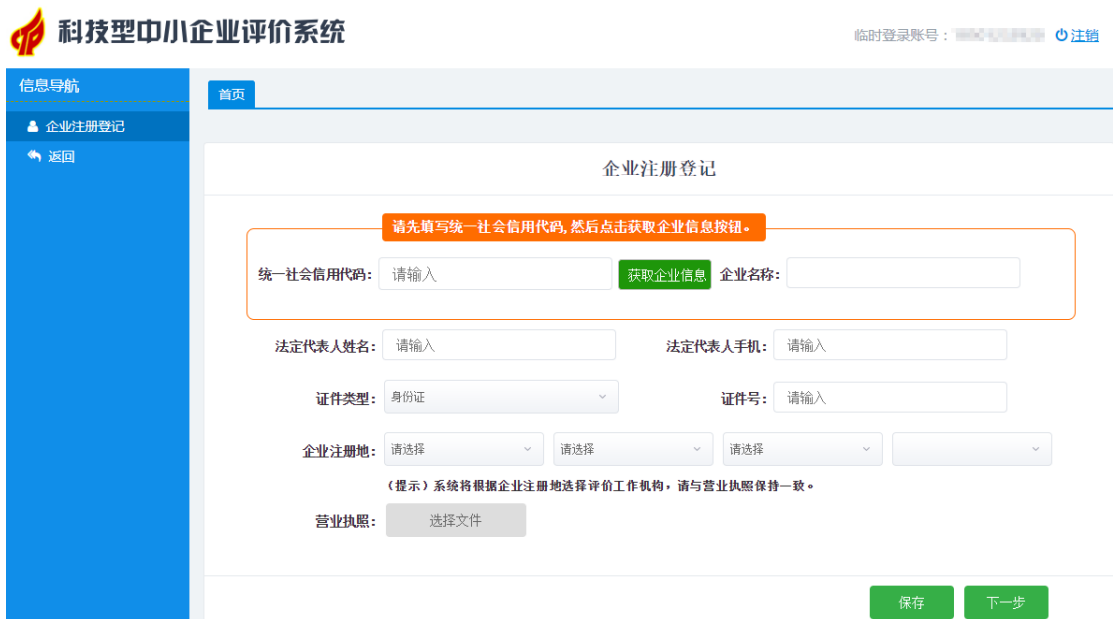 科技型中小企业评价系统
临时登录账号： 注销
信息导航
首页
企业注册登记
返回
企业注册登记
请先填写统一社会信用代码,然后点击获取企业信息按钮。
统一社会信用代码： 请输入 获取企业信息 企业名称：
法定代表人姓名： 请输入 法定代表人手机： 请输入
证件类型： 身份证 证件号： 请输入
企业注册地： 请选择 请选择 请选择
（提示）系统将根据企业注册地选择评价工作机构，请与营业执照保持一致。
营业执照： 选择文件
保存 下一步